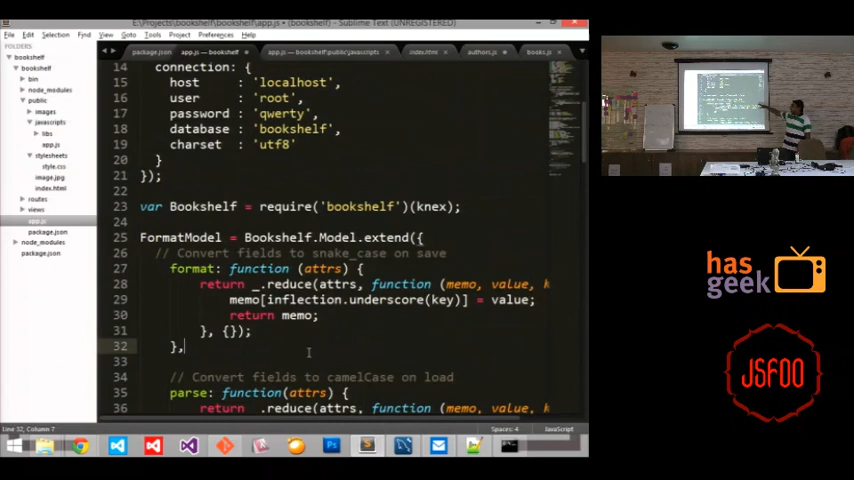 E:\Projects\bookshelf\bookshelf\app.js • (bookshelf) - Sublime Text (UNREGISTERED)
File Edit Selection Find View Goto Tools Project Preferences Help
FOLDERS
bookshelf
bookshelf
bin
node_modules
public
images
javascripts
libs
app.js
stylesheets
style.css
image.jpg
index.html
routes
views
app.js
package.json
node_modules
package.json
package.json
app.js — bookshelf
app.js — bookshelf\public\javascripts
index.html
authors.js
books.js
14 connection: {
15 host : 'localhost',
16 user : 'root',
17 password : 'qwerty',
18 database : 'bookshelf',
19 charset : 'utf8'
20 }
21 });
22
23 var Bookshelf = require('bookshelf')(knex);
24
25 FormatModel = Bookshelf.Model.extend({
26 // Convert fields to snake_case on save
27 format: function (attrs) {
28 return _.reduce(attrs, function (memo, value, k
29 memo[inflection.underscore(key)] = value;
30 return memo;
31 }, {});
32 },
33
34 // Convert fields to camelCase on load
35 parse: function(attrs) {
36 return _.reduce(attrs, function (memo, value, k
Line 32, Column 7
Spaces: 4
JavaScript
has
geek
JSFOO